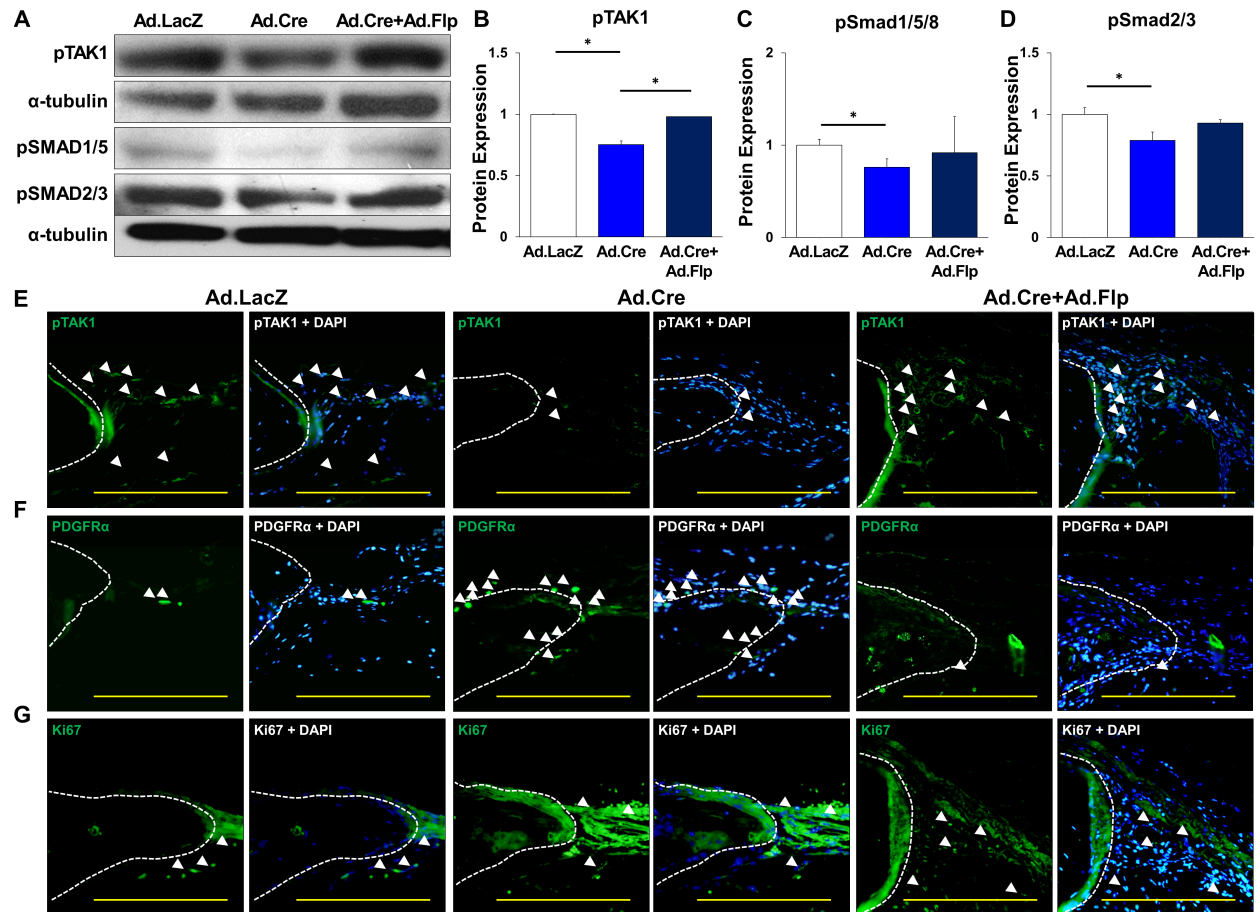 A
Ad.LacZ Ad.Cre Ad.Cre+Ad.Flp
pTAK1
α-tubulin
pSMAD1/5
pSMAD2/3
α-tubulin
B
pTAK1
Protein Expression
1.5
1
0.5
0
*
*
Ad.LacZ Ad.Cre Ad.Cre+
Ad.Flp
C
pSmad1/5/8
Protein Expression
2
1
0
*
Ad.LacZ Ad.Cre Ad.Cre+
Ad.Flp
D
pSmad2/3
Protein Expression
1.5
1
0.5
0
*
Ad.LacZ Ad.Cre Ad.Cre+
Ad.Flp
E
Ad.LacZ Ad.Cre Ad.Cre+Ad.Flp
pTAK1 pTAK1 + DAPI pTAK1 pTAK1 + DAPI pTAK1 pTAK1 + DAPI
F
PDGFRα PDGFRα + DAPI PDGFRα PDGFRα + DAPI PDGFRα PDGFRα + DAPI
G
Ki67 Ki67 + DAPI Ki67 Ki67 + DAPI Ki67 Ki67 + DAPI